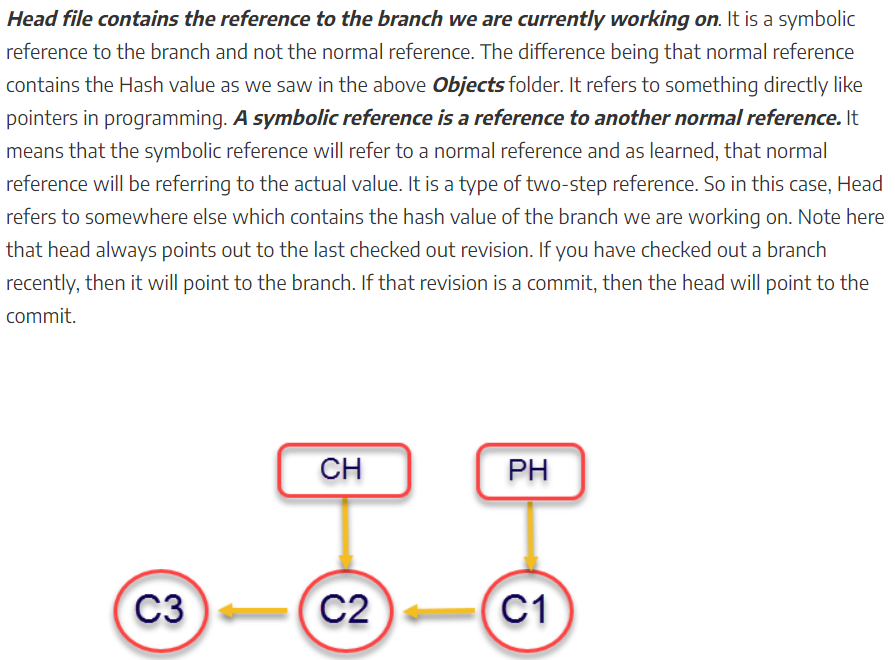 Head file contains the reference to the branch we are currently working on. It is a symbolic
reference to the branch and not the normal reference. The difference being that normal reference
contains the Hash value as we saw in the above Objects folder. It refers to something directly like
pointers in programming. A symbolic reference is a reference to another normal reference. It
means that the symbolic reference will refer to a normal reference and as learned, that normal
reference will be referring to the actual value. It is a type of two-step reference. So in this case, Head
refers to somewhere else which contains the hash value of the branch we are working on. Note here
that head always points out to the last checked out revision. If you have checked out a branch
recently, then it will point to the branch. If that revision is a commit, then the head will point to the
commit.
CH PH
C3 C2 C1